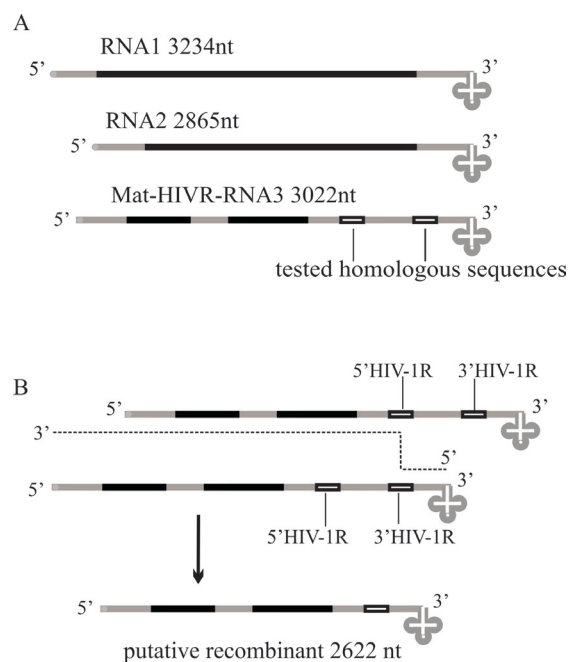 A
RNA1 3234nt
5’ 3’
RNA2 2865nt
5’ 3’
Mat-HIVR-RNA3 3022nt
5’ 3’
tested homologous sequences
B
5’HIV-1R 3’HIV-1R
5’ 3’
3’ 5’
5’ 3’
5’HIV-1R 3’HIV-1R
5’ 3’
putative recombinant 2622 nt